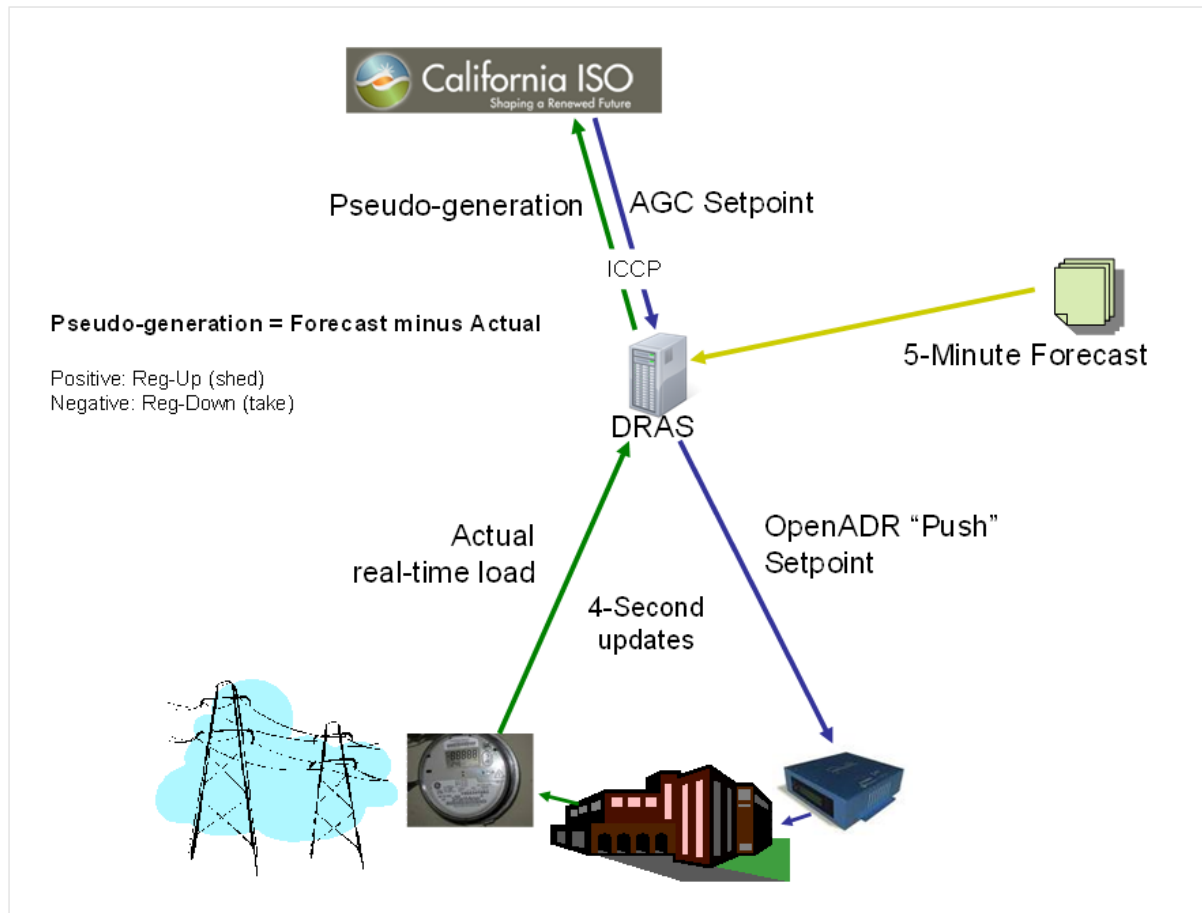 California ISO
Shaping a Renewed Future
Pseudo-generation
AGC Setpoint
ICCP
Pseudo-generation = Forecast minus Actual
Positive: Reg-Up (shed)
Negative: Reg-Down (take)
5-Minute Forecast
DRAS
Actual
real-time load
4-Second
updates
OpenADR “Push”
Setpoint